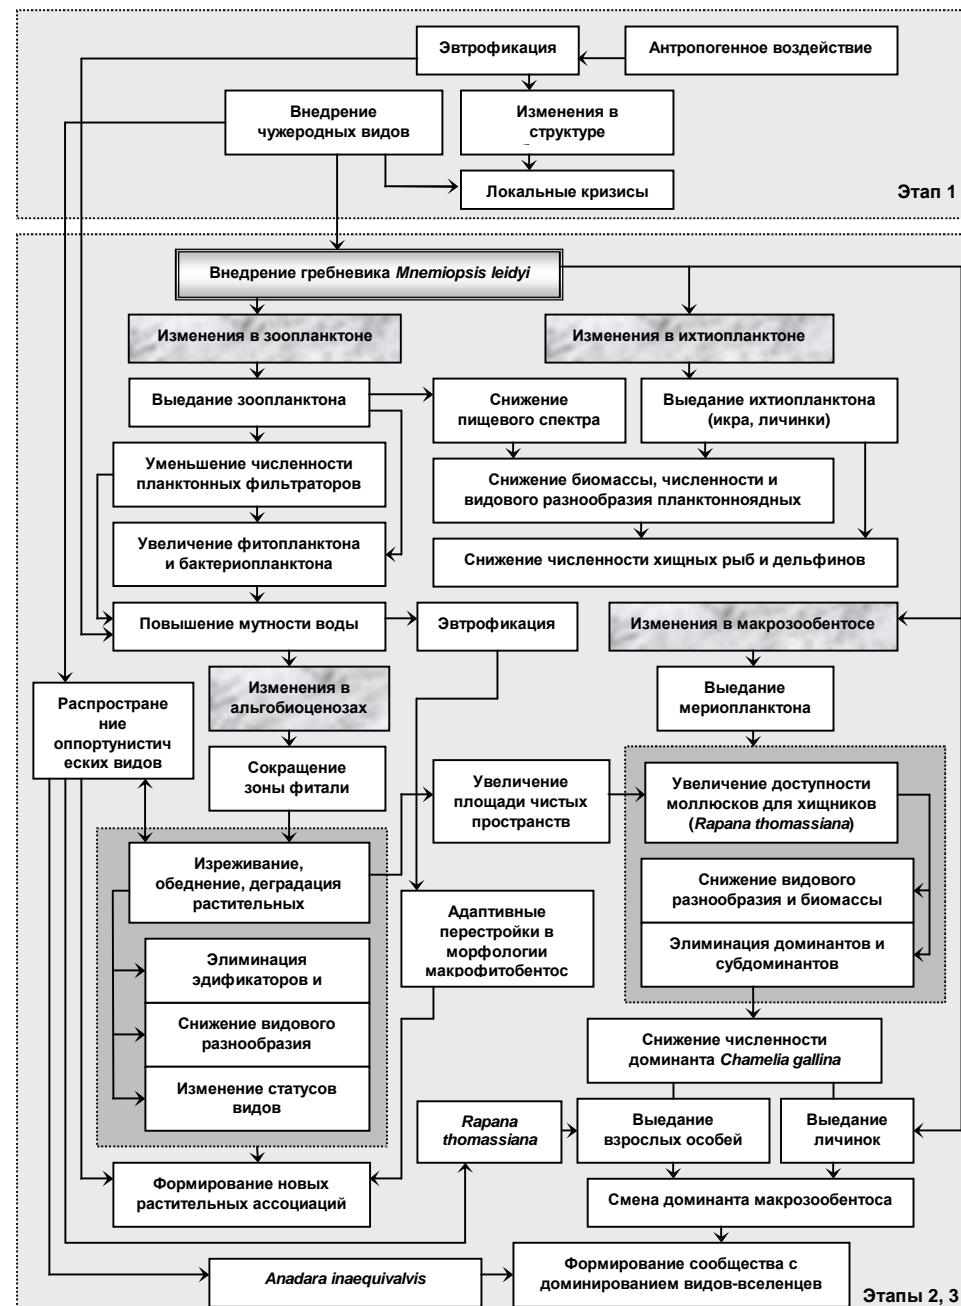 Эвтрофикация
Антропогенное воздействие
Внедрение
чужеродных видов
Изменения в
структуре
Локальные кризисы
Этап 1
Внедрение гребневика Mnemiopsis leidyi
Изменения в зоопланктоне
Изменения в ихтиопланктоне
Выедание зоопланктона
Снижение
пищевого спектра
Выедание ихтиопланктона
(икра, личинки)
Уменьшение численности
планктонных фильтраторов
Снижение биомассы, численности и
видового разнообразия планктонноядных
Увеличение фитопланктона
и бактериопланктона
Снижение численности хищных рыб и дельфинов
Повышение мутности воды
Эвтрофикация
Изменения в макрозообентосе
Распростране
ние
оппортунистич
еских видов
Изменения в
альгобиоценозах
Выедание
мериопланктона
Сокращение
зоны фитали
Увеличение
площади чистых
пространств
Увеличение доступности
моллюсков для хищников
(Rapana thomassiana)
Изреживание,
обеднение, деградация
растительных
Снижение видового
разнообразия и биомассы
Адаптивные
перестройки в
морфологии
макрофитобентос
Элиминация доминантов и
субдоминантов
Элиминация
эдификаторов и
Снижение видового
разнообразия
Изменение статусов
видов
Снижение численности
доминанта Chamelia gallina
Rapana
thomassiana
Выедание
взрослых особей
Выедание
личинок
Формирование новых
растительных ассоциаций
Смена доминанта макрозообентоса
Anadara inaequivalvis
Формирование сообщества с
доминированием видов-вселенцев
Этапы 2, 3